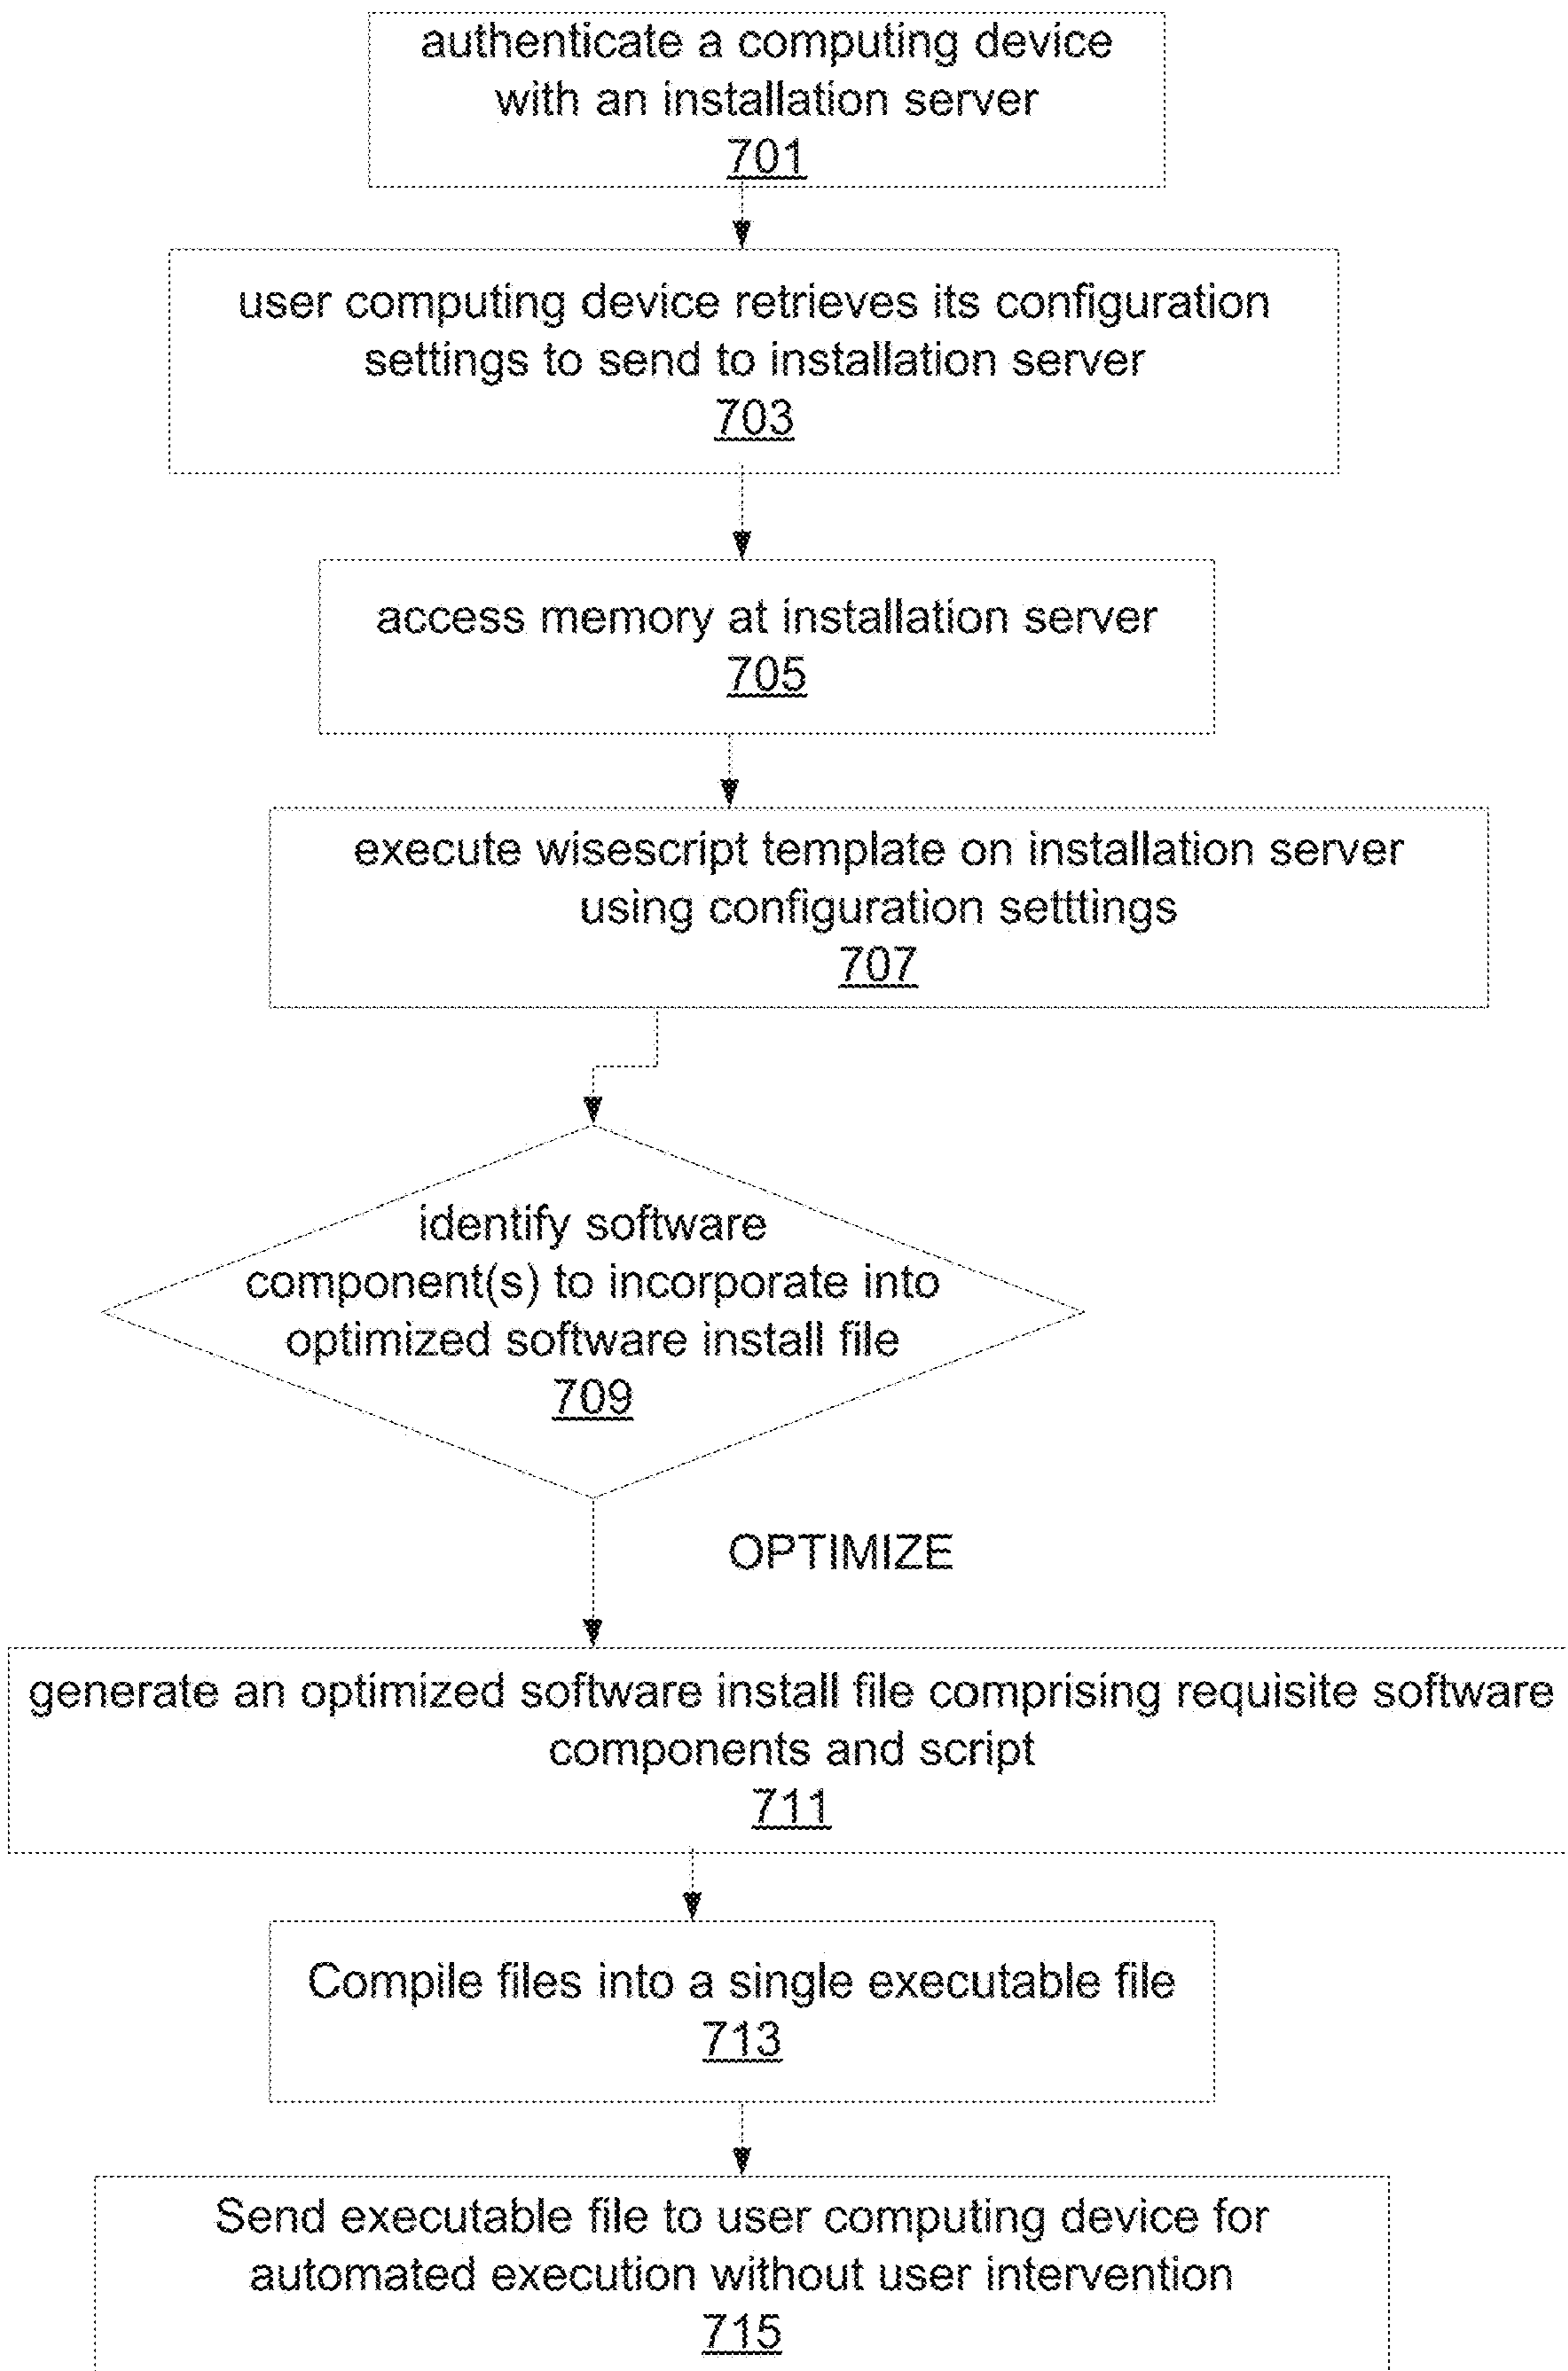 authenticate a computing device
with an installation server
701
user computing device retrieves its configuration
settings to send to installation server
703
access memory at installation server
705
execute wisescript template on installation server
using configuration setttings
707
identify software
component(s) to incorporate into
optimized software install file
709
OPTIMIZE
generate an optimized software install file comprising requisite software
components and script
711
Compile files into a single executable file
713
Send executable file to user computing device for
automated execution without user intervention
715